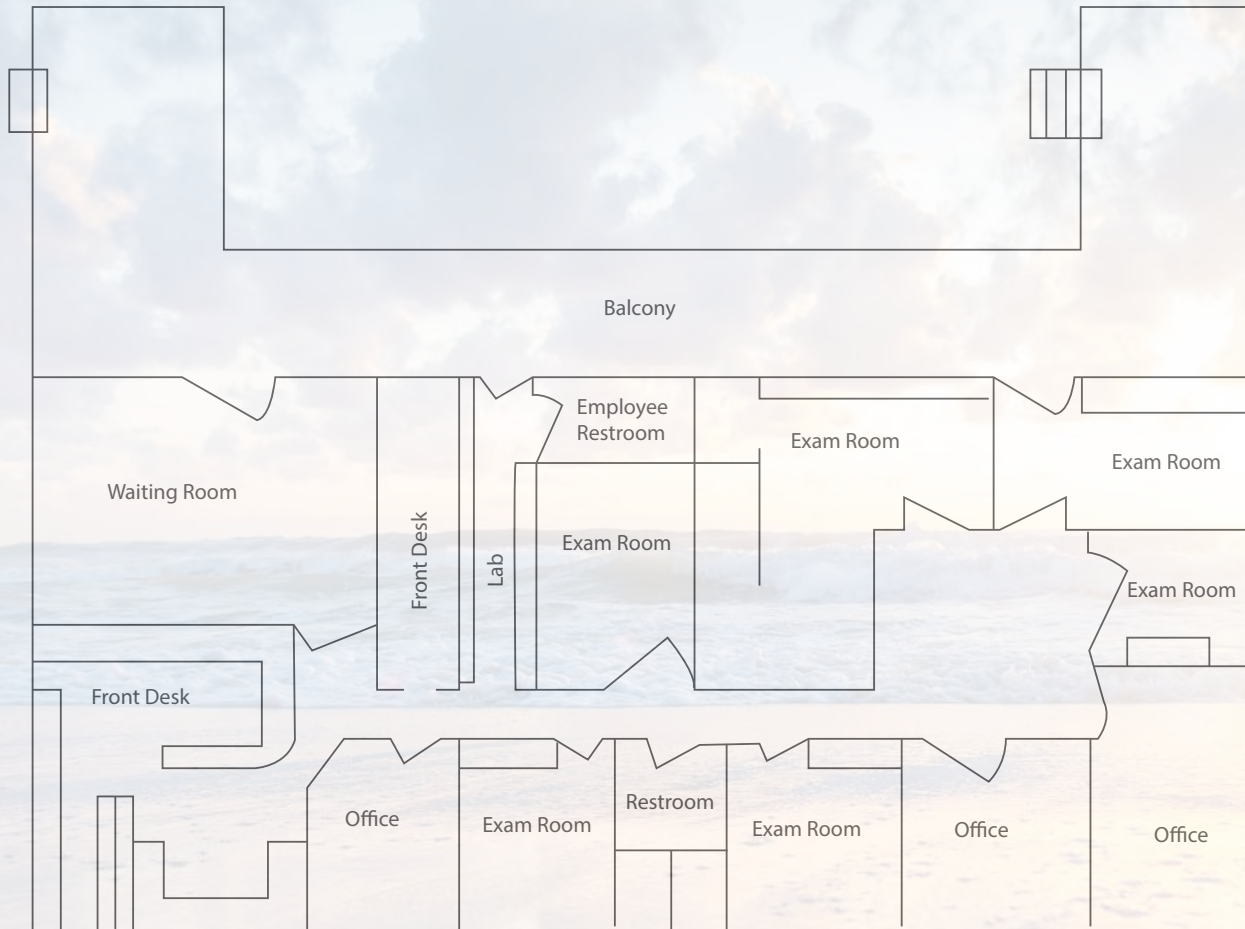 Balcony
Employee
Restroom
Exam Room
Exam Room
Waiting Room
Front Desk
Lab
Exam Room
Exam Room
Front Desk
Office
Exam Room
Restroom
Exam Room
Office
Office